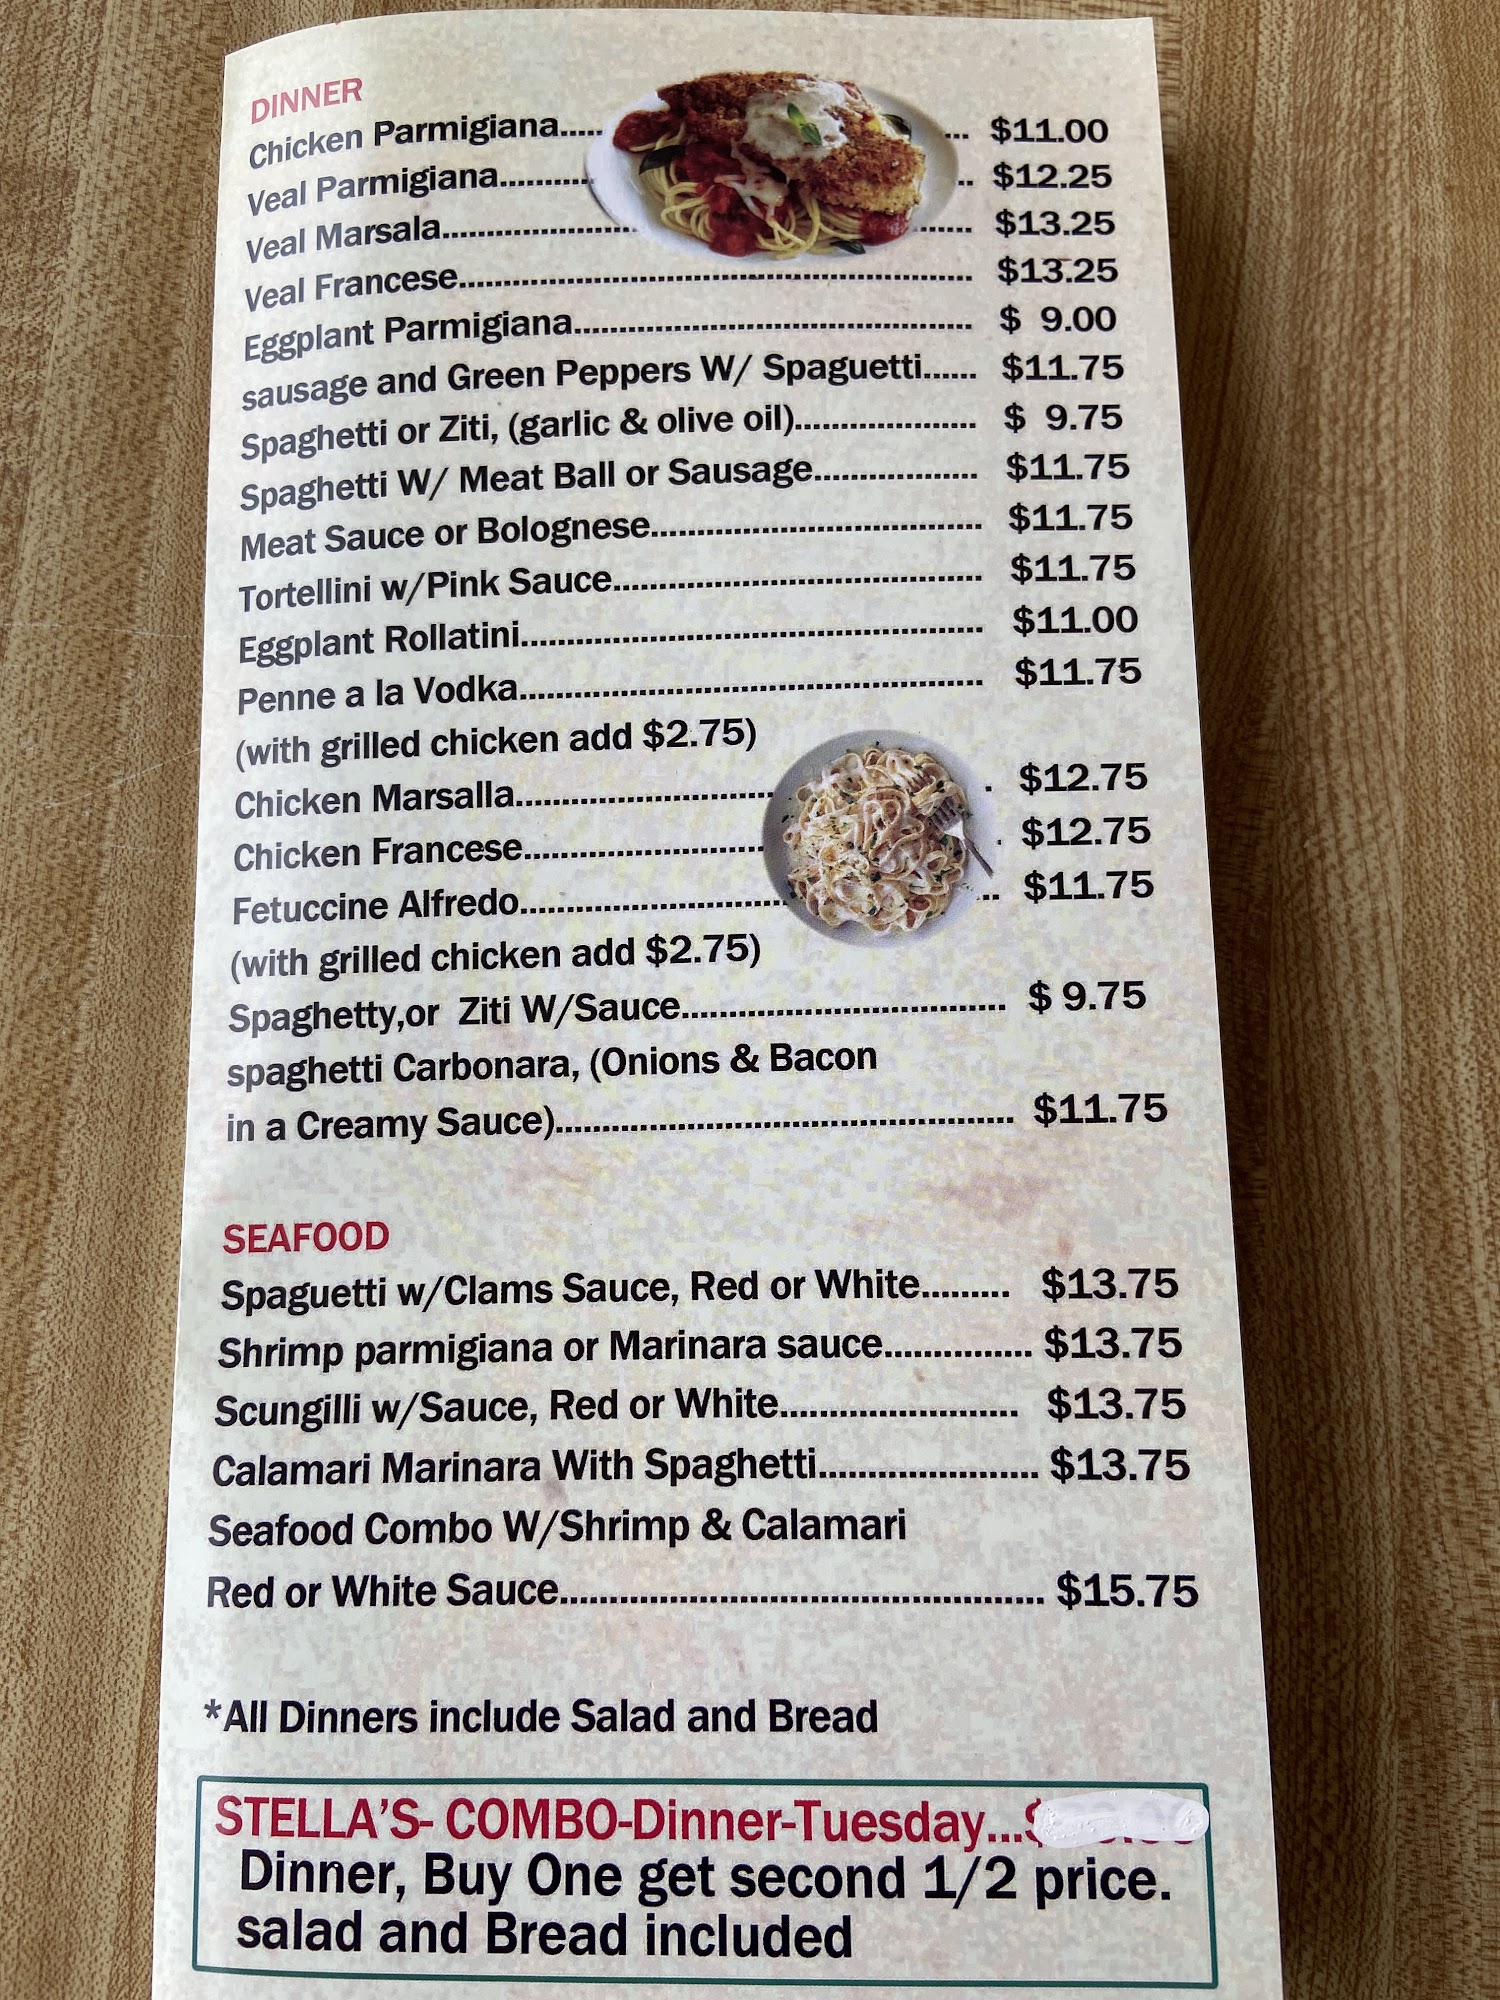 DINNER
Chicken Parmigiana........ $11.00
Veal Parmigiana............ $12.25
Veal Marsala............................ $13.25
Veal Francese......................................................... $13.25
Eggplant Parmigiana............................................ $ 9.00
sausage and Green Peppers W/ Spaguetti...... $11.75
Spaghetti or Ziti, (garlic & olive oil).................... $ 9.75
Spaghetti W/ Meat Ball or Sausage.................. $11.75
Meat Sauce or Bolognese..................................... $11.75
Tortellini w/Pink Sauce......................................... $11.75
Eggplant Rollatini................................................... $11.00
Penne a la Vodka................................................... $11.75
(with grilled chicken add $2.75)
Chicken Marsalla............................. $12.75
Chicken Francese........................... $12.75
Fetuccine Alfredo............................... $11.75
(with grilled chicken add $2.75)
Spaghetty,or Ziti W/Sauce................................... $ 9.75
spaghetti Carbonara, (Onions & Bacon
in a Creamy Sauce).................................................. $11.75
SEAFOOD
Spaguetti w/Clams Sauce, Red or White......... $13.75
Shrimp parmigiana or Marinara sauce............... $13.75
Scungilli w/Sauce, Red or White........................ $13.75
Calamari Marinara With Spaghetti...................... $13.75
Seafood Combo W/Shrimp & Calamari
Red or White Sauce................................................ $15.75
*All Dinners include Salad and Bread
STELLA'S- COMBO-Dinner-Tuesday...
Dinner, Buy One get second 1/2 price.
salad and Bread included